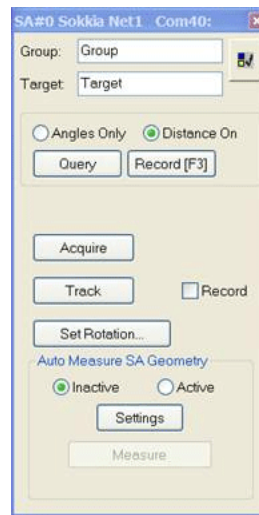 SA#0 Sokkia Net1 Com40:
Group: Group
Target: Target
Angles Only Distance On
Query Record [F3]
Acquire
Track Record
Set Rotation...
Auto Measure SA Geometry
Inactive Active
Settings
Measure